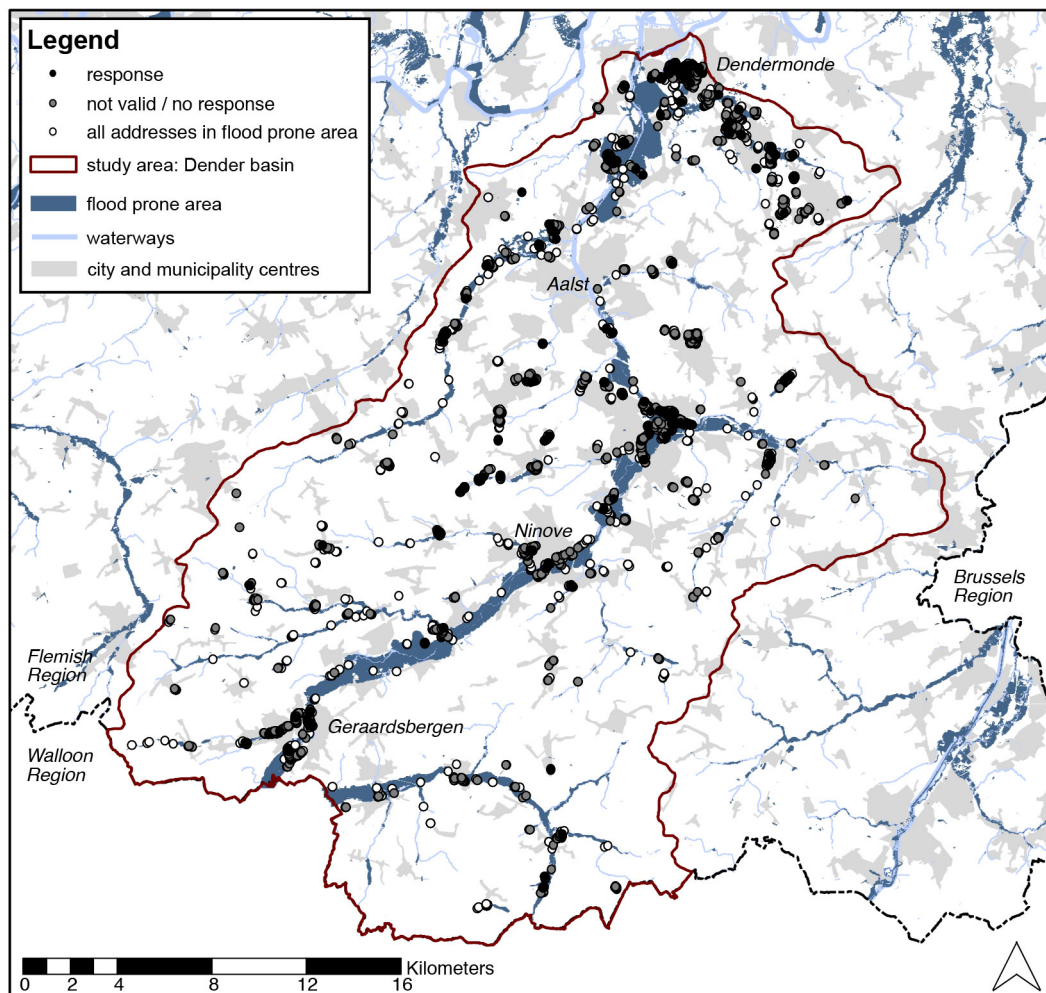 Legend
response
not valid / no response
all addresses in flood prone area
study area: Dender basin
flood prone area
waterways
city and municipality centres
Dendermonde
Aalst
Ninove
Brussels
Region
Flemish
Region
Geraardsbergen
Walloon
Region
Kilometers
0 2 4 8 12 16